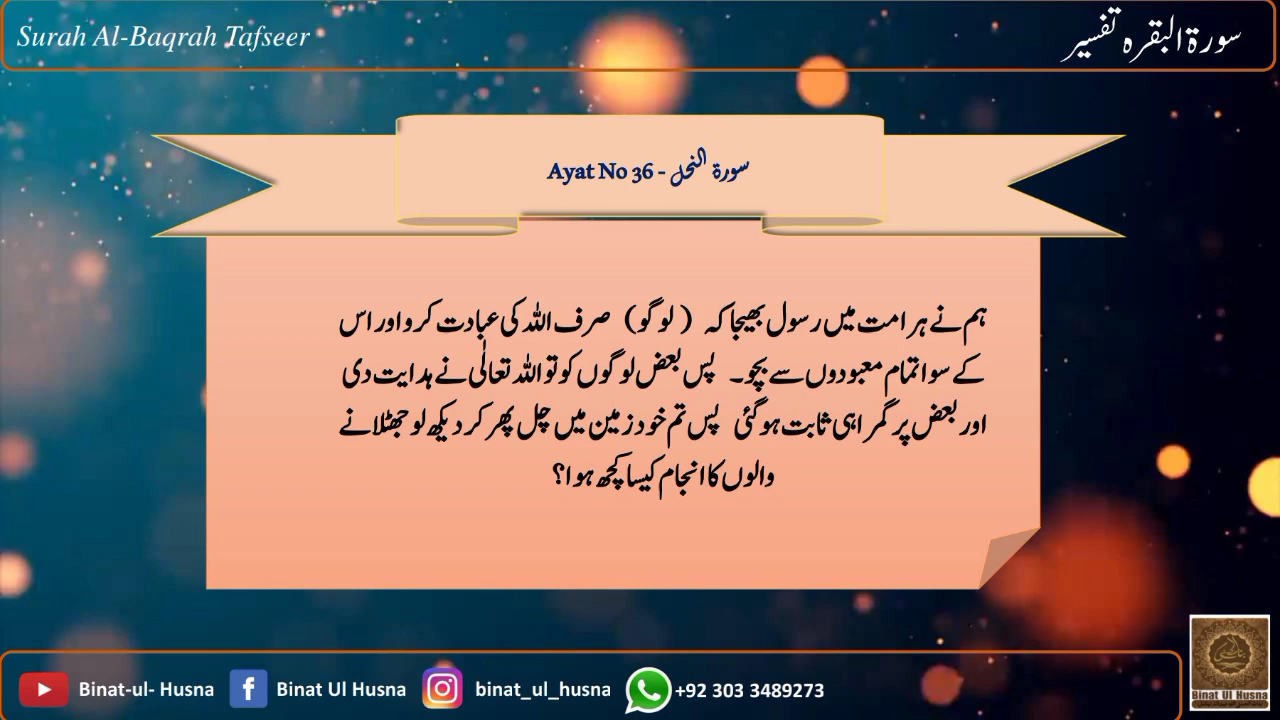 Surah Al-Baqrah Tafseer
سورۃ البقرہ تفسیر
سورۃ النحل - Ayat No 36
ہم نے ہر امت میں رسول بھیجا کہ ( لوگو ) صرف اللہ کی عبادت کرو اور اس
کے سوا تمام معبودوں سے بچو ۔ پس بعض لوگوں کو تو اللہ تعالٰی نے ہدایت دی
اور بعض پر گمراہی ثابت ہوگئی پس تم خود زمین میں چل پھر کر دیکھ لو جھٹلانے
والوں کا انجام کیسا کچھ ہوا ؟
Binat-ul- Husna
Binat Ul Husna
binat_ul_husna
+92 303 3489273
Binat Ul Husna